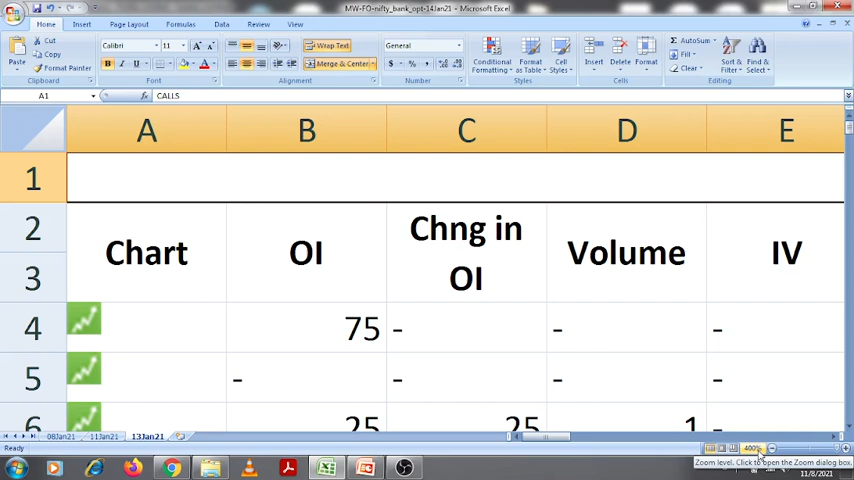 MW-FO-nifty_bank_opt-14Jan21 - Microsoft Excel
Home Insert Page Layout Formulas Data Review View
Cut
Copy
Format Painter
Paste
Clipboard
Calibri 11
B I U
Font
Wrap Text
Merge & Center
Alignment
General
$ % ,
Number
Conditional Formatting
Format as Table
Cell Styles
Styles
Insert Delete Format
Cells
AutoSum
Fill
Clear
Sort & Filter
Find & Select
Editing
A1 fx CALLS
A B C D E
1
2
3
Chart OI Chng in OI Volume IV
4 75 - - -
5 - - - -
6 25 25 1 -
08Jan21 11Jan21 13Jan21
Ready 400%
Zoom level. Click to open the Zoom dialog box.
11/8/2021